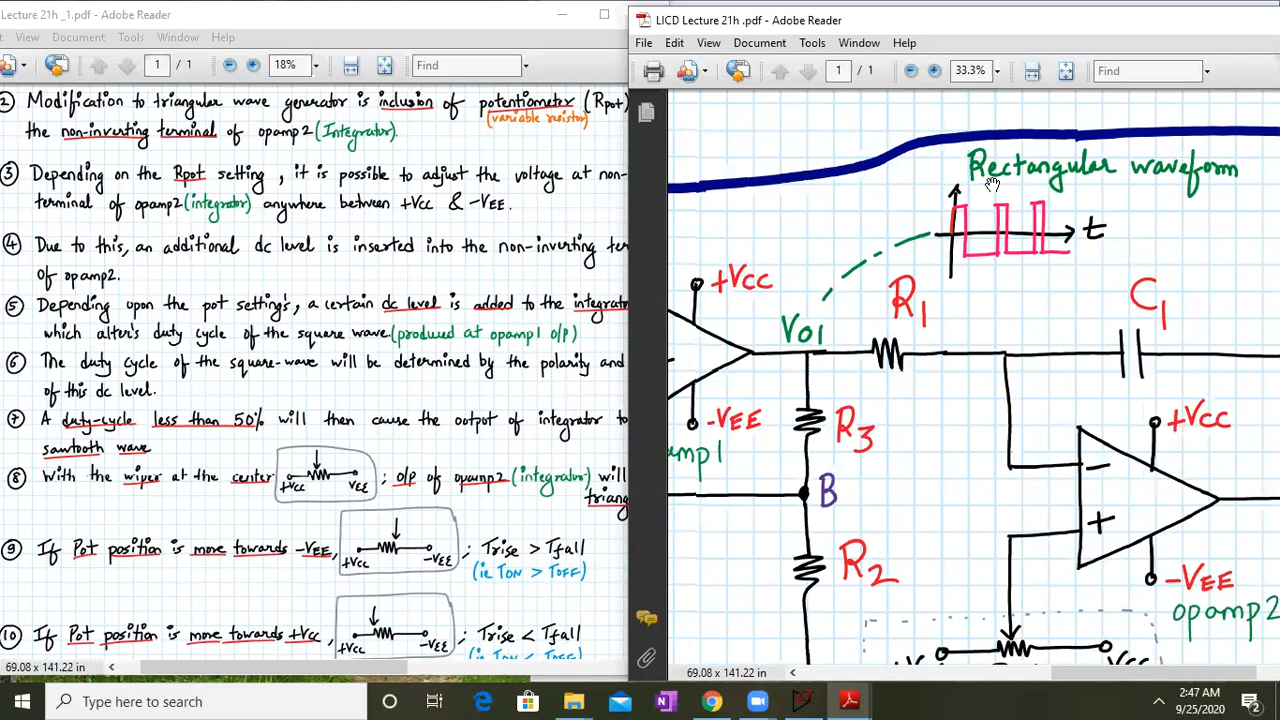 Lecture 21h _1.pdf - Adobe Reader
View Document Tools Window Help
1 / 1 18% Find
② Modification to triangular wave generator is inclusion of potentiometer (Rpot)
(variable resistor)
the non-inverting terminal of opamp2 (Integrator).
③ Depending on the Rpot setting, it is possible to adjust the voltage at non-
terminal of opamp2 (integrator) anywhere between +VCC & -VEE.
④ Due to this, an additional dc level is inserted into the non-inverting ter
of opamp2.
⑤ Depending upon the pot setting's, a certain dc level is added to the integrato
which alter's duty cycle of the square wave. (produced at opamp1 o/p)
⑥ The duty cycle of the square-wave will be determined by the polarity and
of this dc level.
⑦ A duty-cycle less than 50% will then cause the output of integrator to
sawtooth wave
⑧ With the wiper at the center +VCC VEE ; o/p of opamp2 (integrator) will
triang
⑨ If Pot position is move towards -VEE, +VCC -VEE ; Trise > Tfall
(ie TON > TOFF)
⑩ If Pot position is move towards +VCC, +VCC -VEE ; Trise < Tfall
69.08 x 141.22 in
LICD Lecture 21h .pdf - Adobe Reader
File Edit View Document Tools Window Help
1 / 1 33.3% Find
Rectangular waveform
t
+VCC
R1
C1
VO1
-VEE
R3
+VCC
opamp1
B
-
+
R2
-VEE
opamp2
69.08 x 141.22 in
Type here to search
2:47 AM
9/25/2020
2